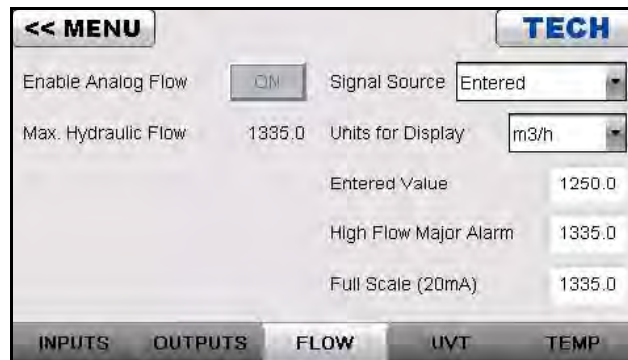 << MENU
TECH
Enable Analog Flow ON Signal Source Entered
Max. Hydraulic Flow 1335.0 Units for Display m3/h
Entered Value 1250.0
High Flow Major Alarm 1335.0
Full Scale (20mA) 1335.0
INPUTS OUTPUTS FLOW UVT TEMP